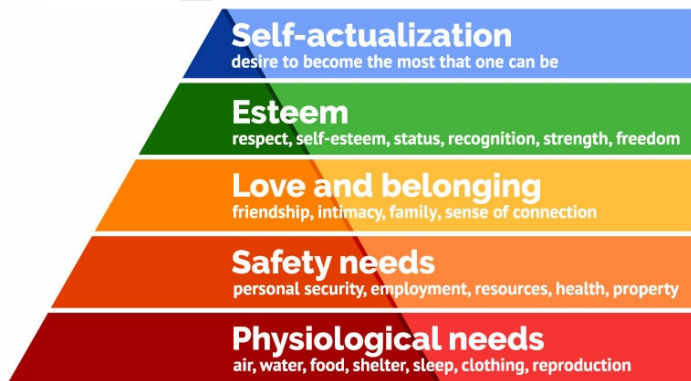 Self-actualization
desire to become the most that one can be
Esteem
respect, self-esteem, status, recognition, strength, freedom
Love and belonging
friendship, intimacy, family, sense of connection
Safety needs
personal security, employment, resources, health, property
Physiological needs
air, water, food, shelter, sleep, clothing, reproduction